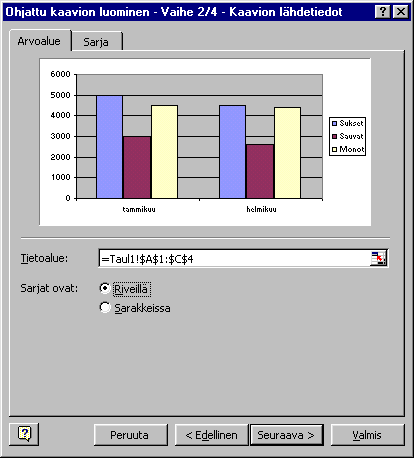 Ohjattu kaavion luominen - Vaihe 2/4 - Kaavion lähdetiedot
Arvoalue
Sarja
6000
5000
4000
3000
2000
1000
0
tammikuu
helmikuu
Sukset
Sauvat
Monot
Tietoalue:
=Taul1!$A$1:$C$4
Sarjat ovat:
Riveillä
Sarakkeissa
Peruuta
< Edellinen
Seuraava >
Valmis